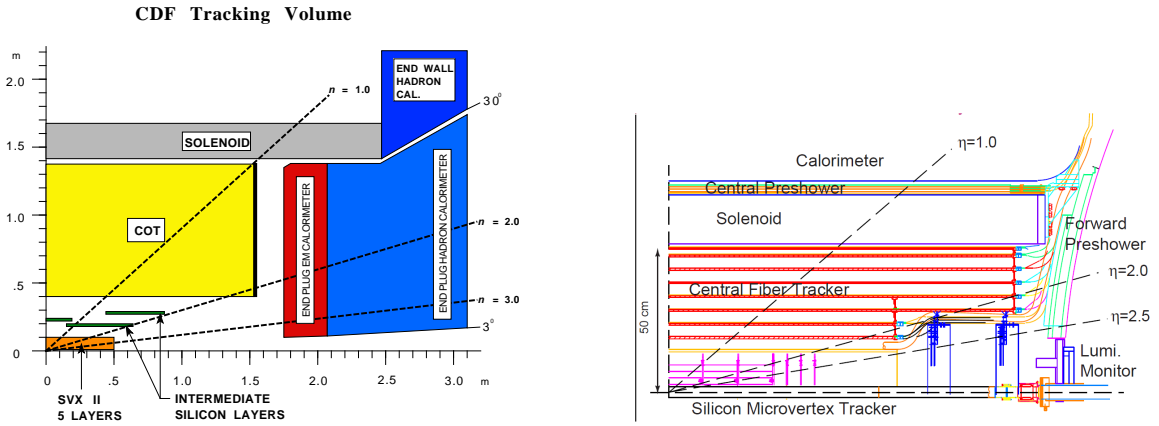 CDF Tracking Volume
m
2.0
1.5
1.0
.5
0
0
.5
1.0
1.5
2.0
2.5
3.0
m
END WALL
HADRON
CAL.
n = 1.0
30°
SOLENOID
COT
END PLUG EM CALORIMETER
END PLUG HADRON CALORIMETER
n = 2.0
n = 3.0
3°
SVX II
5 LAYERS
INTERMEDIATE
SILICON LAYERS
η=1.0
Calorimeter
Central Preshower
Solenoid
Forward
Preshower
Central Fiber Tracker
η=2.0
η=2.5
50 cm
Lumi.
Monitor
Silicon Microvertex Tracker